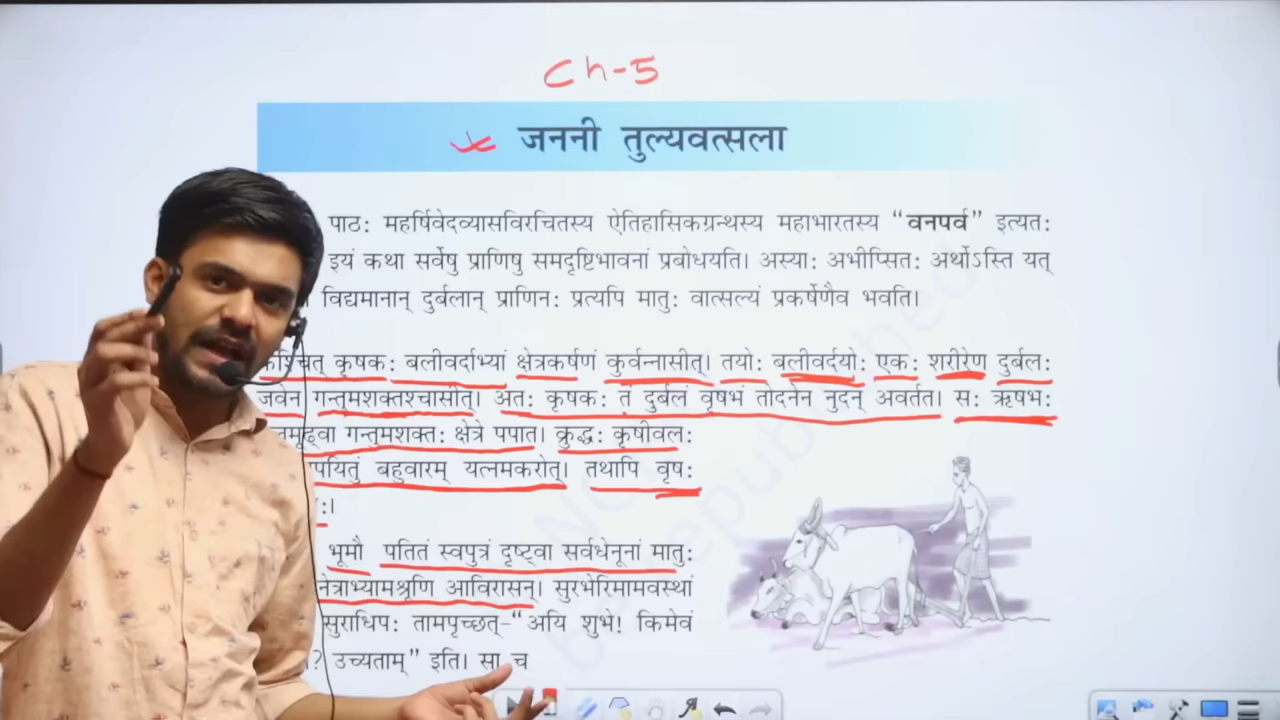 Ch-5
जननी तुल्यवत्सला
पाठः महर्षिवेदव्यासविरचितस्य ऐतिहासिकग्रन्थस्य महाभारतस्य “वनपर्व” इत्यतः
इयं कथा सर्वेषु प्राणिषु समदृष्टिभावनां प्रबोधयति। अस्याः अभीप्सितः अर्थोऽस्ति यत्
विद्यमानान् दुर्बलान् प्राणिनः प्रत्यपि मातुः वात्सल्यं प्रकर्षेणैव भवति।
कश्चित् कृषकः बलीवर्दाभ्यां क्षेत्रकर्षणं कुर्वन्नासीत्। तयोः बलीवर्दयोः एकः शरीरेण दुर्बलः
जवेन गन्तुमशक्तश्चासीत्। अतः कृषकः तं दुर्बलं वृषभं तोदनेन नुदन् अवर्तत। सः ऋषभः
गन्तुमशक्तः क्षेत्रे पपात। क्रुद्धः कृषीवलः
बहुवारम् यत्नमकरोत्। तथापि वृषः
भूमौ पतितं स्वपुत्रं दृष्ट्वा सर्वधेनूनां मातुः
नेत्राभ्यामश्रूणि आविरासन्। सुरभेरिमामवस्थां
सुराधिपः तामपृच्छत्-“अयि शुभे! किमेवं
? उच्यताम्” इति। सा च